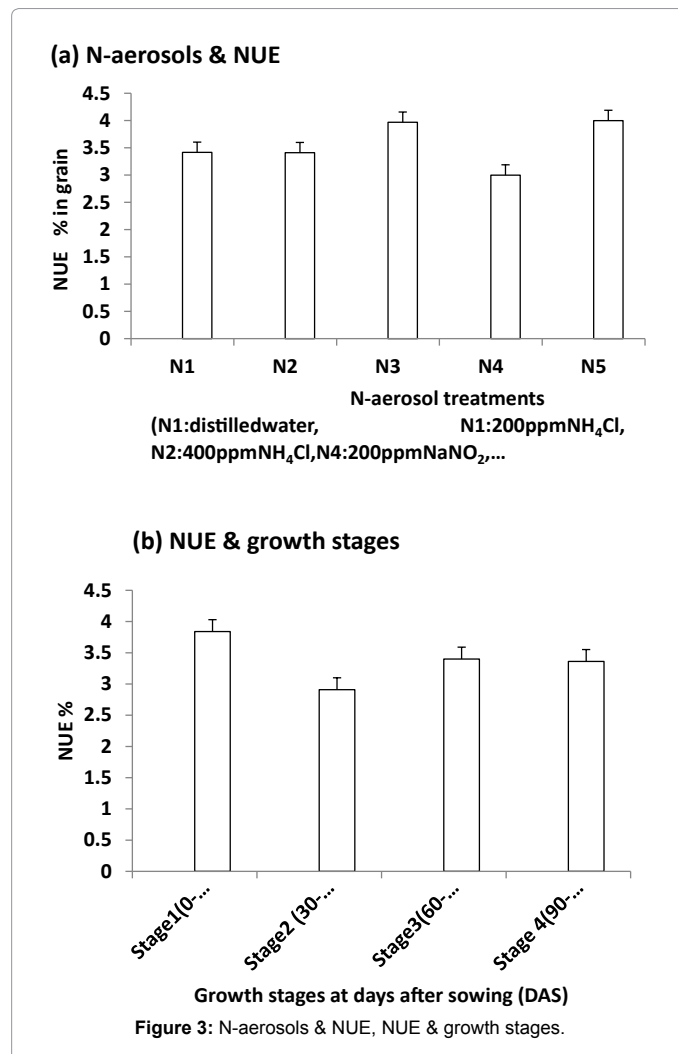 (a) N-aerosols & NUE
NUE % in grain
4.5
4
3.5
3
2.5
2
1.5
1
0.5
0
N1 N2 N3 N4 N5
N-aerosol treatments
(N1:distilledwater, N1:200ppmNH₄Cl,
N2:400ppmNH₄Cl,N4:200ppmNaNO₂,...
(b) NUE & growth stages
NUE %
4.5
4
3.5
3
2.5
2
1.5
1
0.5
0
Stage1(0-...
Stage2 (30-...
Stage3(60-...
Stage 4(90-...
Growth stages at days after sowing (DAS)
Figure 3: N-aerosols & NUE, NUE & growth stages.